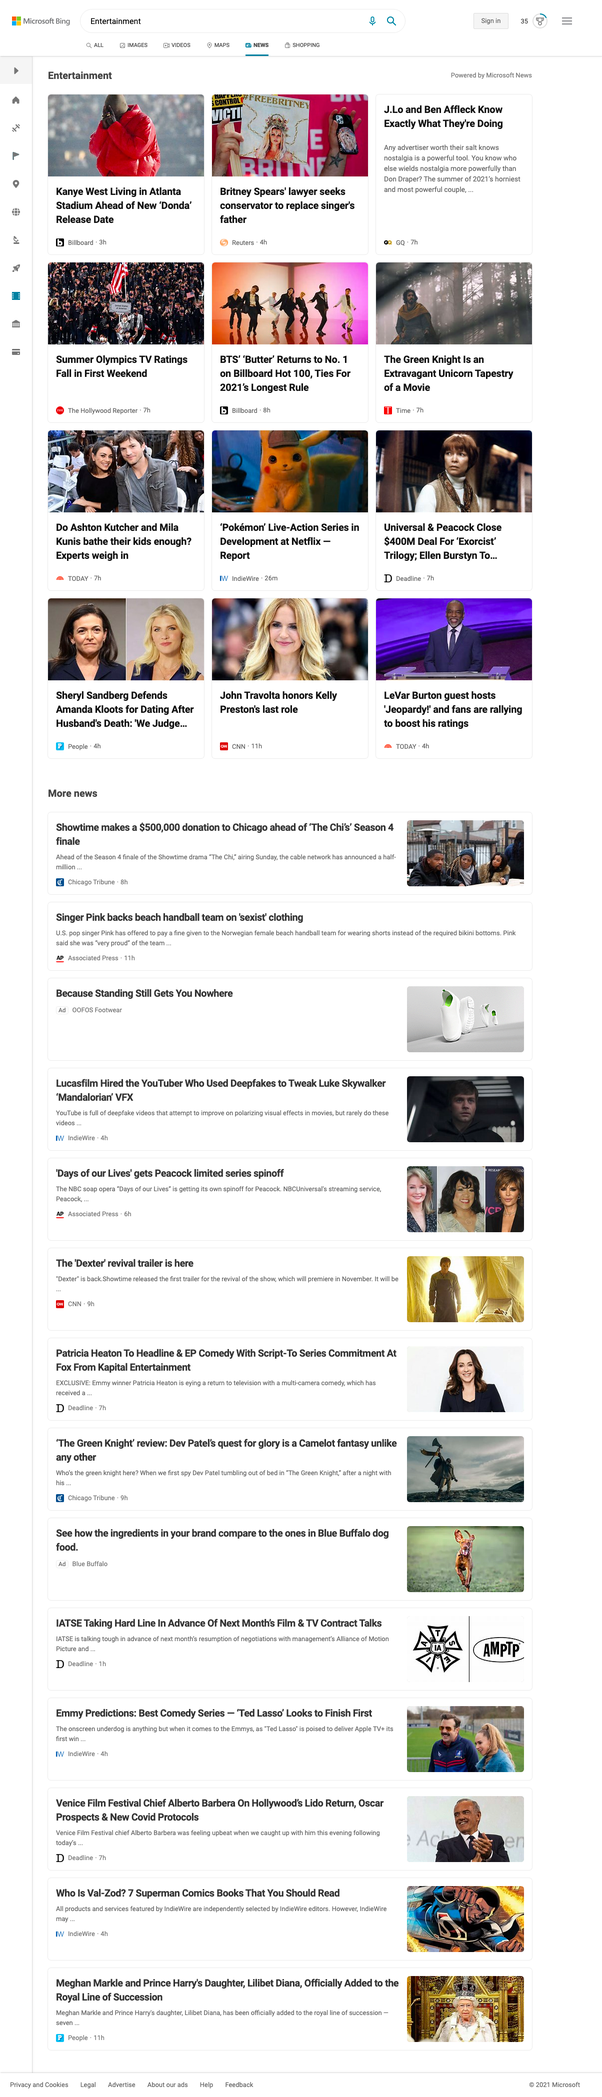 Microsoft Bing
Entertainment
Sign in
35
ALL IMAGES VIDEOS MAPS NEWS SHOPPING
Entertainment
Powered by Microsoft News
Kanye West Living in Atlanta
Stadium Ahead of New ‘Donda’
Release Date
Billboard · 3h
#FREEBRITNEY
Britney Spears' lawyer seeks
conservator to replace singer's
father
Reuters · 4h
J.Lo and Ben Affleck Know
Exactly What They're Doing
Any advertiser worth their salt knows
nostalgia is a powerful tool. You know who
else wields nostalgia more powerfully than
Don Draper? The summer of 2021's horniest
and most powerful couple, ...
GQ · 7h
Summer Olympics TV Ratings
Fall in First Weekend
The Hollywood Reporter · 7h
BTS' ‘Butter’ Returns to No. 1
on Billboard Hot 100, Ties For
2021’s Longest Rule
Billboard · 8h
The Green Knight Is an
Extravagant Unicorn Tapestry
of a Movie
Time · 7h
Do Ashton Kutcher and Mila
Kunis bathe their kids enough?
Experts weigh in
TODAY · 7h
‘Pokémon’ Live-Action Series in
Development at Netflix —
Report
IndieWire · 26m
Universal & Peacock Close
$400M Deal For ‘Exorcist’
Trilogy; Ellen Burstyn To...
Deadline · 7h
Sheryl Sandberg Defends
Amanda Kloots for Dating After
Husband's Death: 'We Judge...
People · 4h
John Travolta honors Kelly
Preston's last role
CNN · 11h
LeVar Burton guest hosts
'Jeopardy!' and fans are rallying
to boost his ratings
TODAY · 4h
More news
Showtime makes a $500,000 donation to Chicago ahead of ‘The Chi’s’ Season 4
finale
Ahead of the Season 4 finale of the Showtime drama “The Chi,” airing Sunday, the cable network has announced a half-
million ...
Chicago Tribune · 8h
Singer Pink backs beach handball team on 'sexist' clothing
U.S. pop singer Pink has offered to pay a fine given to the Norwegian female beach handball team for wearing shorts instead of the required bikini bottoms. Pink
said she was “very proud” of the team ...
Associated Press · 11h
Because Standing Still Gets You Nowhere
Ad OOFOS Footwear
Lucasfilm Hired the YouTuber Who Used Deepfakes to Tweak Luke Skywalker
‘Mandalorian’ VFX
YouTube is full of deepfake videos that attempt to improve on polarizing visual effects in movies, but rarely do these
videos ...
IndieWire · 4h
'Days of our Lives' gets Peacock limited series spinoff
The NBC soap opera “Days of our Lives” is getting its own spinoff for Peacock. NBCUniversal's streaming service,
Peacock, ...
Associated Press · 6h
The 'Dexter' revival trailer is here
"Dexter" is back.Showtime released the first trailer for the revival of the show, which will premiere in November. It will be
...
CNN · 9h
Patricia Heaton To Headline & EP Comedy With Script-To Series Commitment At
Fox From Kapital Entertainment
EXCLUSIVE: Emmy winner Patricia Heaton is eying a return to television with a multi-camera comedy, which has
received a ...
Deadline · 7h
‘The Green Knight’ review: Dev Patel’s quest for glory is a Camelot fantasy unlike
any other
Who's the green knight here? When we first spy Dev Patel tumbling out of bed in “The Green Knight,” after a night with
his ...
Chicago Tribune · 9h
See how the ingredients in your brand compare to the ones in Blue Buffalo dog
food.
Ad Blue Buffalo
IATSE Taking Hard Line In Advance Of Next Month's Film & TV Contract Talks
IATSE is talking tough in advance of next month's resumption of negotiations with management's Alliance of Motion
Picture and ...
Deadline · 1h
AMPTP
Emmy Predictions: Best Comedy Series — ‘Ted Lasso’ Looks to Finish First
The onscreen underdog is anything but when it comes to the Emmys, as “Ted Lasso” is poised to deliver Apple TV+ its
first win ...
IndieWire · 4h
Venice Film Festival Chief Alberto Barbera On Hollywood's Lido Return, Oscar
Prospects & New Covid Protocols
Venice Film Festival chief Alberto Barbera was feeling upbeat when we caught up with him this evening following
today's ...
Deadline · 7h
Who Is Val-Zod? 7 Superman Comics Books That You Should Read
All products and services featured by IndieWire are independently selected by IndieWire editors. However, IndieWire
may ...
IndieWire · 4h
Meghan Markle and Prince Harry's Daughter, Lilibet Diana, Officially Added to the
Royal Line of Succession
Meghan Markle and Prince Harry's daughter, Lilibet Diana, has been officially added to the royal line of succession —
seven ...
People · 11h
Privacy and Cookies Legal Advertise About our ads Help Feedback
© 2021 Microsoft